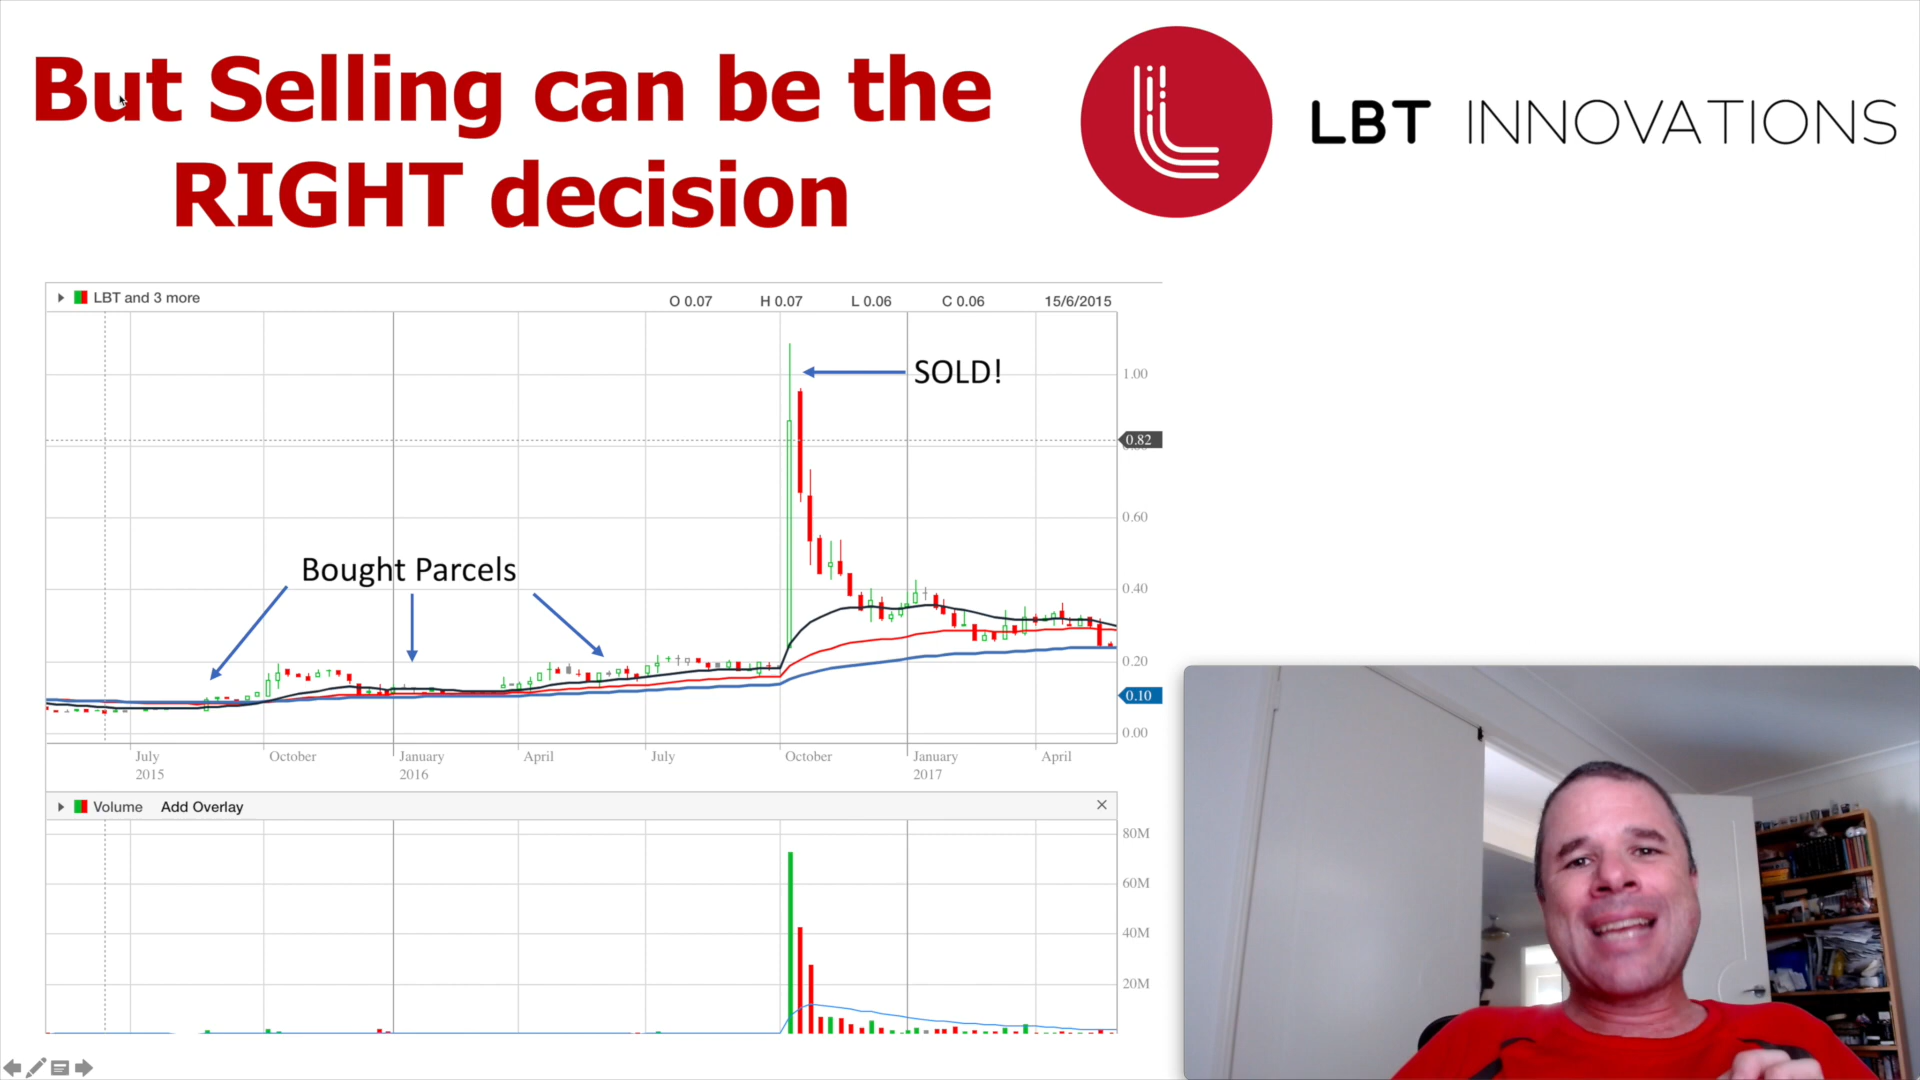 But Selling can be the
RIGHT decision
LBT INNOVATIONS
LBT and 3 more
O 0.07 H 0.07 L 0.06 C 0.06 15/6/2015
SOLD!
1.00
0.82
0.60
Bought Parcels
0.40
0.20
0.10
0.00
July October January April July October January April
2015 2016 2017
Volume Add Overlay
80M
60M
40M
20M